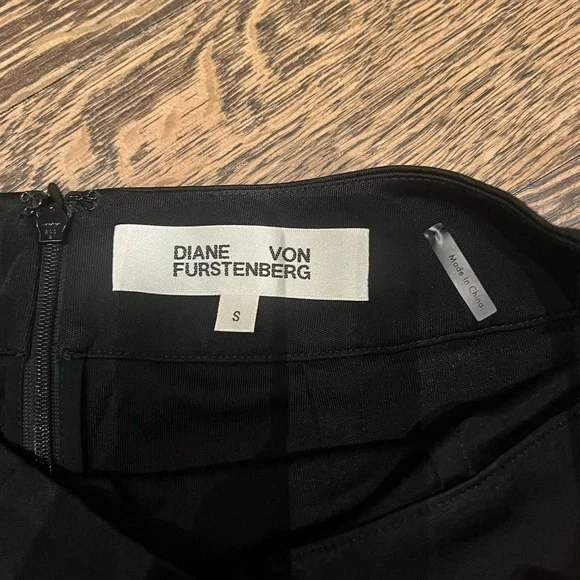 DIANE VON
FURSTENBERG
S
Made in China